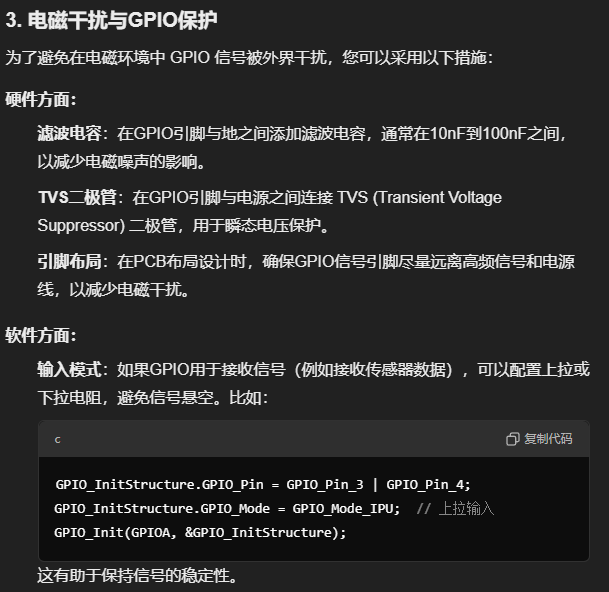 3. 电磁干扰与GPIO保护
为了避免在电磁环境中 GPIO 信号被外界干扰，您可以采用以下措施：
硬件方面：
滤波电容：在GPIO引脚与地之间添加滤波电容，通常在10nF到100nF之间，
以减少电磁噪声的影响。
TVS二极管：在GPIO引脚与电源之间连接 TVS (Transient Voltage
Suppressor) 二极管，用于瞬态电压保护。
引脚布局：在PCB布局设计时，确保GPIO信号引脚尽量远离高频信号和电源
线，以减少电磁干扰。
软件方面：
输入模式：如果GPIO用于接收信号（例如接收传感器数据），可以配置上拉或
下拉电阻，避免信号悬空。比如：
c 复制代码
GPIO_InitStructure.GPIO_Pin = GPIO_Pin_3 | GPIO_Pin_4;
GPIO_InitStructure.GPIO_Mode = GPIO_Mode_IPU;  // 上拉输入
GPIO_Init(GPIOA, &GPIO_InitStructure);
这有助于保持信号的稳定性。